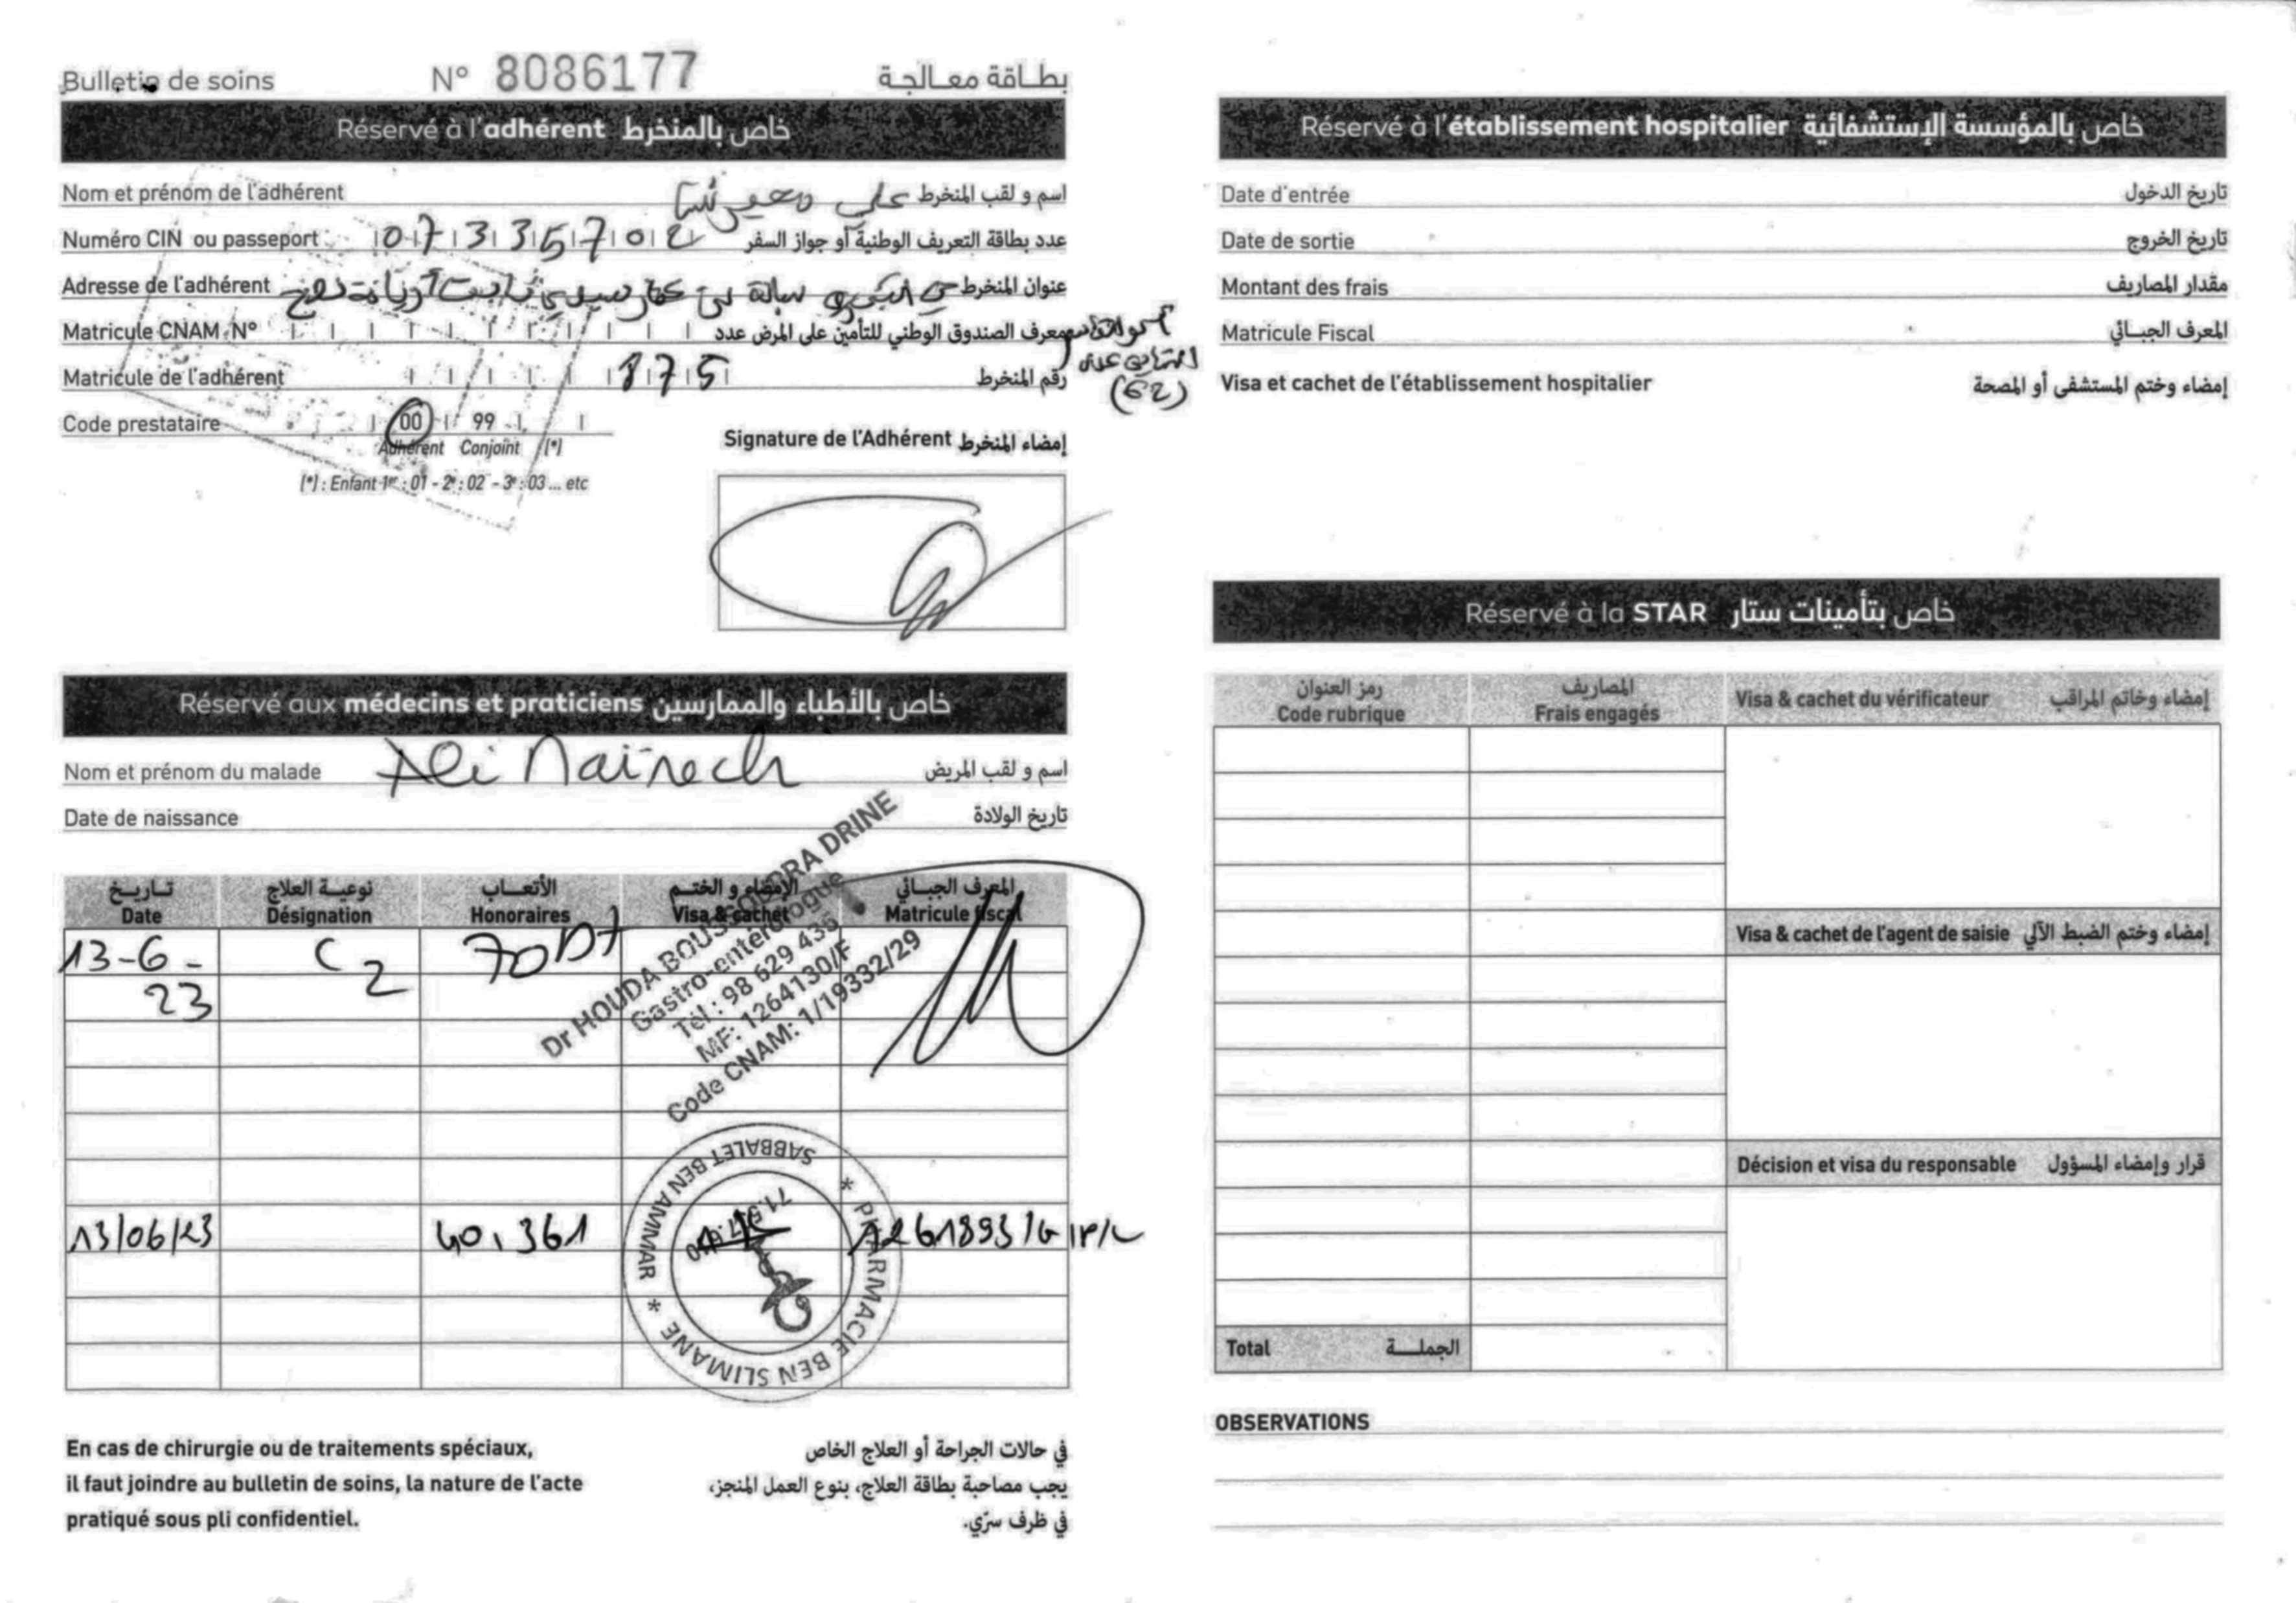 Bulletin de soins N° 8086177 بطاقة معالجة
Réservé à l'adhérent خاص بالمنخرط
Nom et prénom de l'adhérent علي معيرش اسم و لقب المنخرط
Numéro CIN ou passeport 07335702 عدد بطاقة التعريف الوطنية أو جواز السفر
Adresse de l'adhérent سيدي ثابت أريانة عنوان المنخرط
Matricule CNAM N° معرف الصندوق الوطني للتأمين على المرض عدد
Matricule de l'adhérent 875 رقم المنخرط
(62)
Code prestataire 00 99
Adhérent Conjoint (*)
(*) : Enfant 1er : 01 - 2e : 02 - 3e : 03 ... etc
Signature de l'Adhérent إمضاء المنخرط
Réservé aux médecins et praticiens خاص بالأطباء والممارسين
Nom et prénom du malade Ali Mairech اسم و لقب المريض
Date de naissance تاريخ الولادة
تاريخ نوعية العلاج الأتعاب الإمضاء و الختم المعرف الجبائي
Date Désignation Honoraires Visa & cachet Matricule fiscal
13-6-23 C2 70DT
Dr HOUDA BOUSSOURRA DRINE
Gastro-entérologue
Tél : 98 629 435
MF: 1264130/F
Code CNAM: 1/19332/29
13/06/23 40,361 1261893/G/P/C
* PHARMACIE BEN SLIMANE * SABBALET BEN AMMAR
En cas de chirurgie ou de traitements spéciaux,
il faut joindre au bulletin de soins, la nature de l'acte
pratiqué sous pli confidentiel.
في حالات الجراحة أو العلاج الخاص
يجب مصاحبة بطاقة العلاج، بنوع العمل المنجز،
في ظرف سرّي.
Réservé à l'établissement hospitalier خاص بالمؤسسة الإستشفائية
Date d'entrée تاريخ الدخول
Date de sortie تاريخ الخروج
Montant des frais مقدار المصاريف
Matricule Fiscal المعرف الجبائي
Visa et cachet de l'établissement hospitalier إمضاء وختم المستشفى أو المصحة
Réservé à la STAR خاص بتأمينات ستار
رمز العنوان المصاريف
Code rubrique Frais engagés Visa & cachet du vérificateur إمضاء وخاتم المراقب
Visa & cachet de l'agent de saisie إمضاء وختم الضبط الآلي
Décision et visa du responsable قرار وإمضاء المسؤول
Total الجملة
OBSERVATIONS